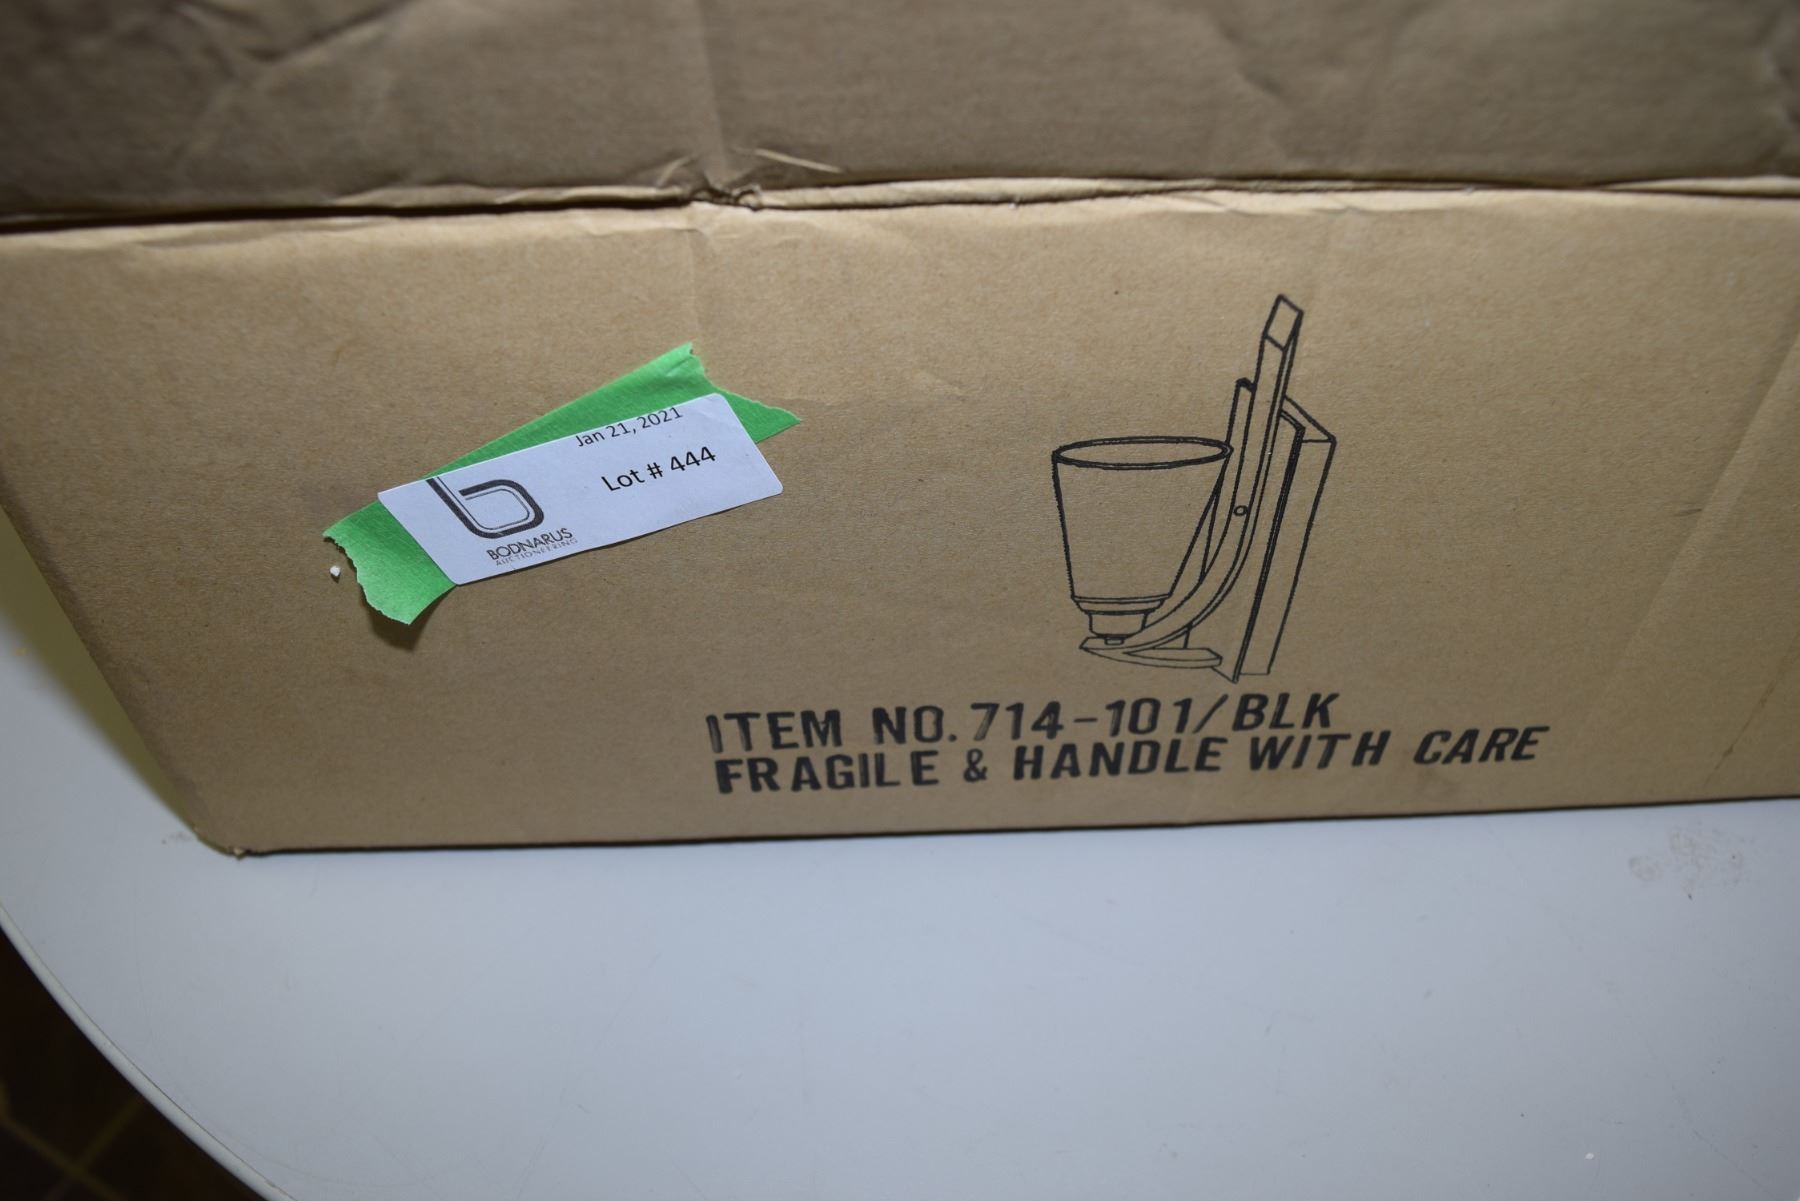 Jan 21, 2021
Lot # 444
BODNARUS
AUCTIONEERING
ITEM NO. 714-101/BLK
FRAGILE & HANDLE WITH CARE